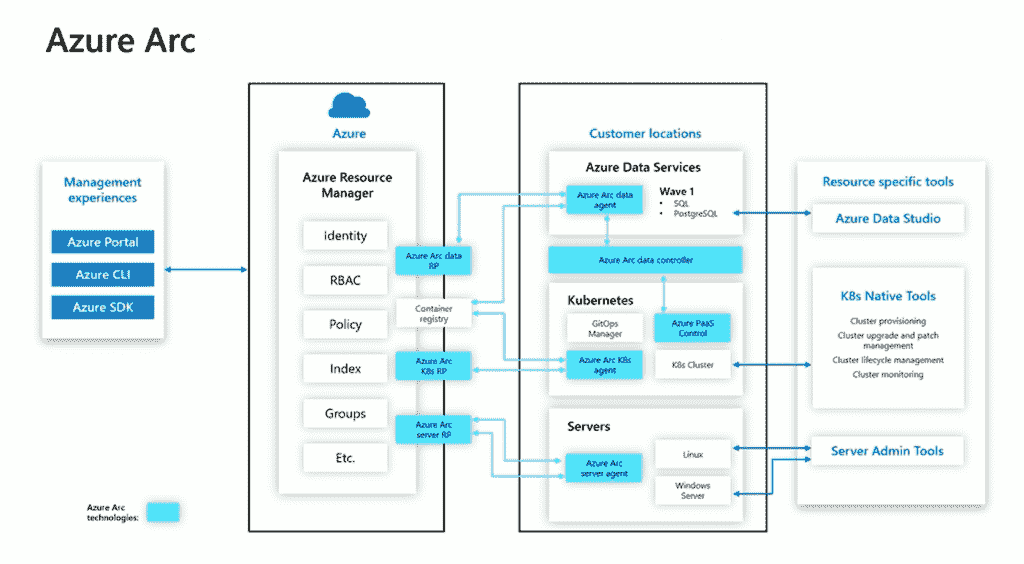 Azure Arc
Management
experiences
Azure Portal
Azure CLI
Azure SDK
Azure
Azure Resource
Manager
identity
RBAC
Policy
Index
Groups
Etc.
Azure Arc data
RP
Container
registry
Azure Arc
K8s RP
Azure Arc
server RP
Customer locations
Azure Data Services
Azure Arc data
agent
Wave 1
• SQL
• PostgreSQL
Azure Arc data controller
Kubernetes
GitOps
Manager
Azure PaaS
Control
Azure Arc K8s
agent
K8s Cluster
Servers
Azure Arc
server agent
Linux
Windows
Server
Resource specific tools
Azure Data Studio
K8s Native Tools
Cluster provisioning
Cluster upgrade and patch
management
Cluster lifecycle management
Cluster monitoring
Server Admin Tools
Azure Arc
technologies: